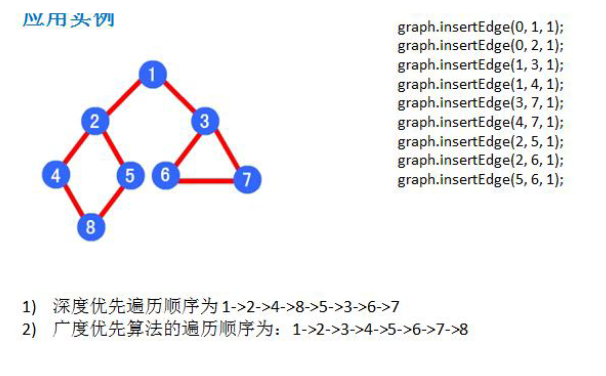 应用实例
graph.insertEdge(0, 1, 1);
graph.insertEdge(0, 2, 1);
graph.insertEdge(1, 3, 1);
graph.insertEdge(1, 4, 1);
graph.insertEdge(3, 7, 1);
graph.insertEdge(4, 7, 1);
graph.insertEdge(2, 5, 1);
graph.insertEdge(2, 6, 1);
graph.insertEdge(5, 6, 1);
1
2 3
4 5 6 7
8
1) 深度优先遍历顺序为 1->2->4->8->5->3->6->7
2) 广度优先算法的遍历顺序为：1->2->3->4->5->6->7->8